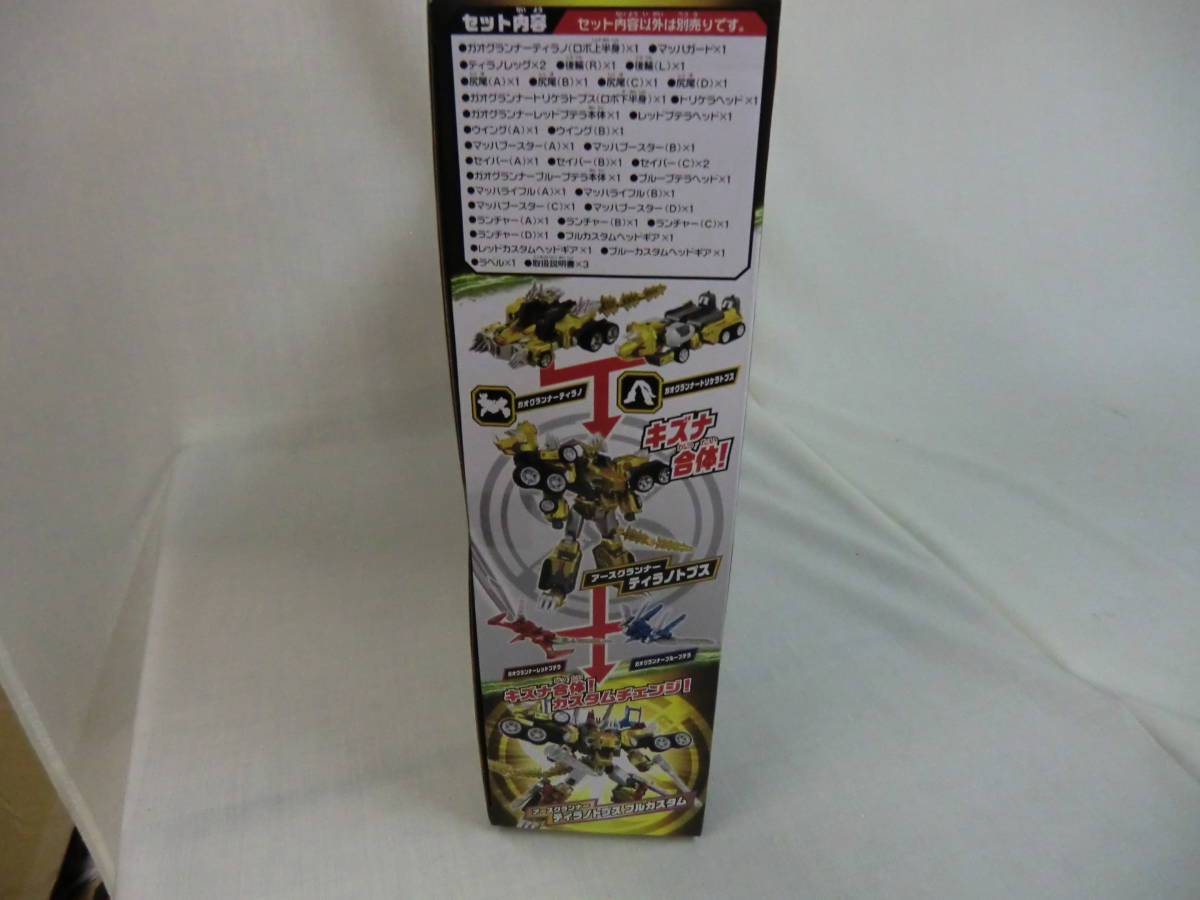 セット内容 セット内容以外は別売りです。
●ガオグランナーティラノ(ロボ上半身)×1 ●マッハガード×1
●ティラノレッグ×2 ●後輪(R)×1 ●後輪(L)×1
●尻尾(A)×1 ●尻尾(B)×1 ●尻尾(C)×1 ●尻尾(D)×1
●ガオグランナートリケラトプス(ロボ下半身)×1 ●トリケラヘッド×1
●ガオグランナーレッドプテラ本体×1 ●レッドプテラヘッド×1
●ウイング(A)×1 ●ウイング(B)×1
●マッハブースター(A)×1 ●マッハブースター(B)×1
●セイバー(A)×1 ●セイバー(B)×1 ●セイバー(C)×2
●ガオグランナーブループテラ本体×1 ●ブループテラヘッド×1
●マッハライフル(A)×1 ●マッハライフル(B)×1
●マッハブースター(C)×1 ●マッハブースター(D)×1
●ランチャー(A)×1 ●ランチャー(B)×1 ●ランチャー(C)×1
●ランチャー(D)×1 ●フルカスタムヘッドギア×1
●レッドカスタムヘッドギア×1 ●ブルーカスタムヘッドギア×1
●ラベル×1 ●取扱説明書×3
ガオグランナーティラノ
ガオグランナートリケラトプス
キズナ
合体!
アースグランナー
ティラノトプス
ガオグランナーレッドプテラ
ガオグランナーブループテラ
キズナ合体!
カスタムチェンジ!
アースグランナー
ティラノトプス フルカスタム